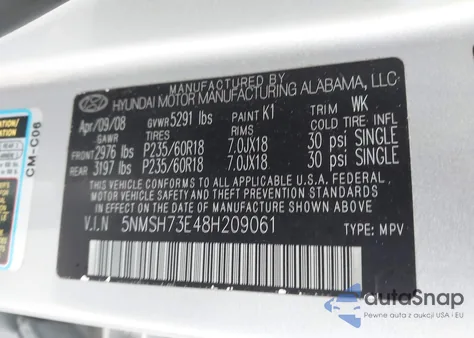 MANUFACTURED BY
HYUNDAI MOTOR MANUFACTURING ALABAMA, LLC.
Apr/09/08 GVWR 5291 lbs PAINT K1 TRIM WK
GAWR TIRES RIMS COLD TIRE INFL
FRONT 2976 lbs P235/60R18 7.0JX18 30 psi SINGLE
REAR 3197 lbs P235/60R18 7.0JX18 30 psi SINGLE
THIS VEHICLE CONFORMS TO ALL APPLICABLE U.S.A. FEDERAL
MOTOR VEHICLE SAFETY AND THEFT PREVENTION STANDARDS
IN EFFECT ON THE DATE OF MANUFACTURE SHOWN ABOVE.
V.I.N 5NMSH73E48H209061 TYPE: MPV
CM-C06
autaSnap
Pewne auta z aukcji USA i EU